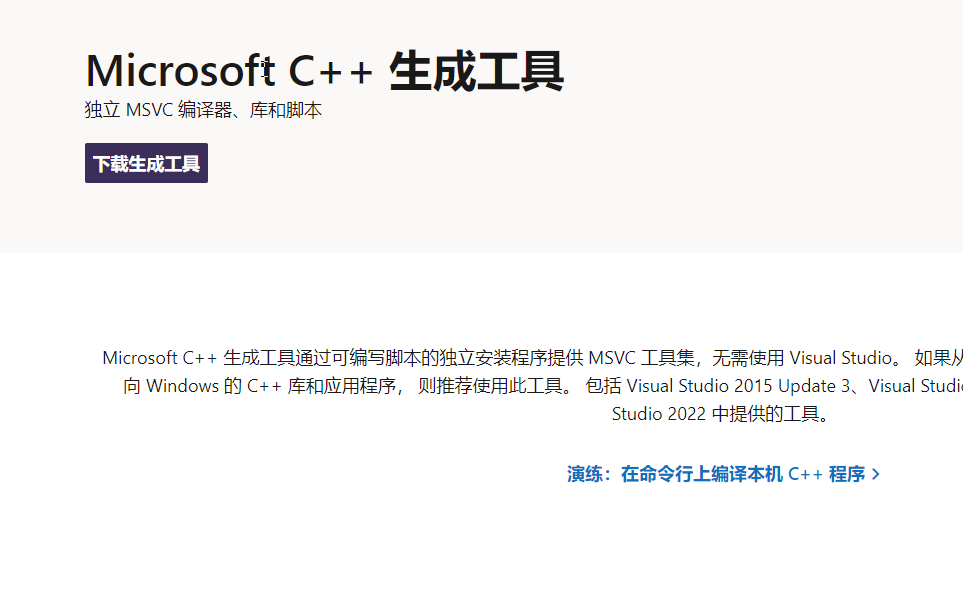 Microsoft C++ 生成工具
独立 MSVC 编译器、库和脚本
下载生成工具
Microsoft C++ 生成工具通过可编写脚本的独立安装程序提供 MSVC 工具集，无需使用 Visual Studio。 如果从
向 Windows 的 C++ 库和应用程序， 则推荐使用此工具。 包括 Visual Studio 2015 Update 3、Visual Studio
Studio 2022 中提供的工具。
演练：在命令行上编译本机 C++ 程序 >